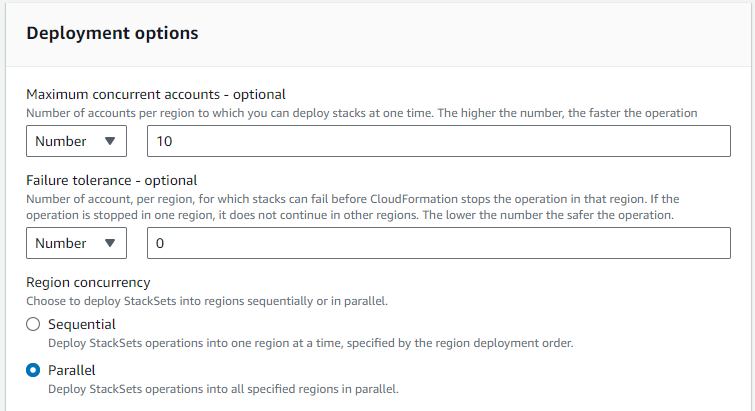 Deployment options
Maximum concurrent accounts - optional
Number of accounts per region to which you can deploy stacks at one time. The higher the number, the faster the operation
Number 10
Failure tolerance - optional
Number of account, per region, for which stacks can fail before CloudFormation stops the operation in that region. If the
operation is stopped in one region, it does not continue in other regions. The lower the number the safer the operation.
Number 0
Region concurrency
Choose to deploy StackSets into regions sequentially or in parallel.
Sequential
Deploy StackSets operations into one region at a time, specified by the region deployment order.
Parallel
Deploy StackSets operations into all specified regions in parallel.